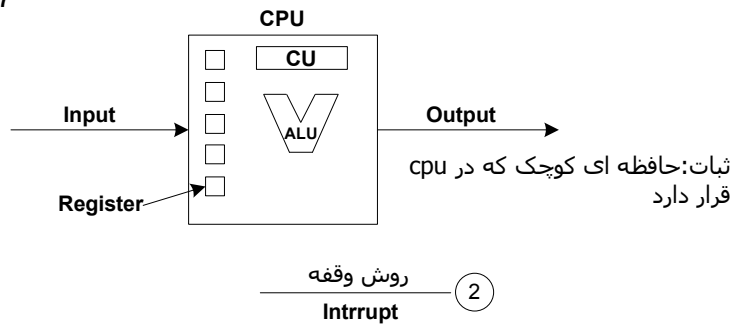 CPU
CU
ALU
Input
Output
Register
ثبات:حافظه ای کوچک که در cpu
قرار دارد
روش وقفه
2
Intrrupt